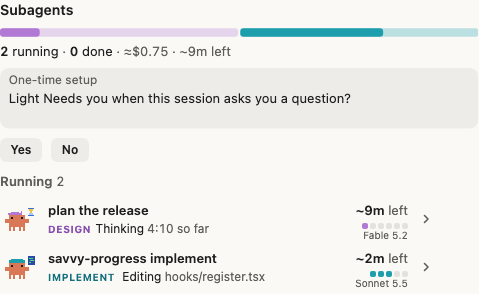 Subagents
2 running · 0 done · ≈$0.75 · ~9m left
One-time setup
Light Needs you when this session asks you a question?
Yes No
Running 2
plan the release ~9m left
DESIGN Thinking 4:10 so far
Fable 5.2
savvy-progress implement ~2m left
IMPLEMENT Editing hooks/register.tsx
Sonnet 5.5